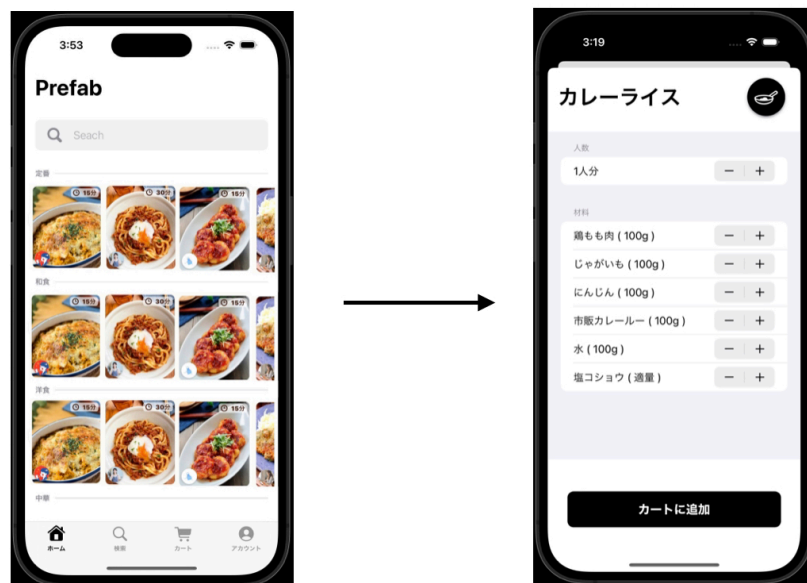 3:53
Prefab
Seach
定番
15分
30分
15分
和食
15分
30分
15分
洋食
15分
30分
15分
中華
ホーム
検索
カート
アカウント
3:19
カレーライス
人数
1人分
材料
鶏もも肉 ( 100g )
じゃがいも ( 100g )
にんじん ( 100g )
市販カレールー ( 100g )
水 ( 100g )
塩コショウ ( 適量 )
カートに追加